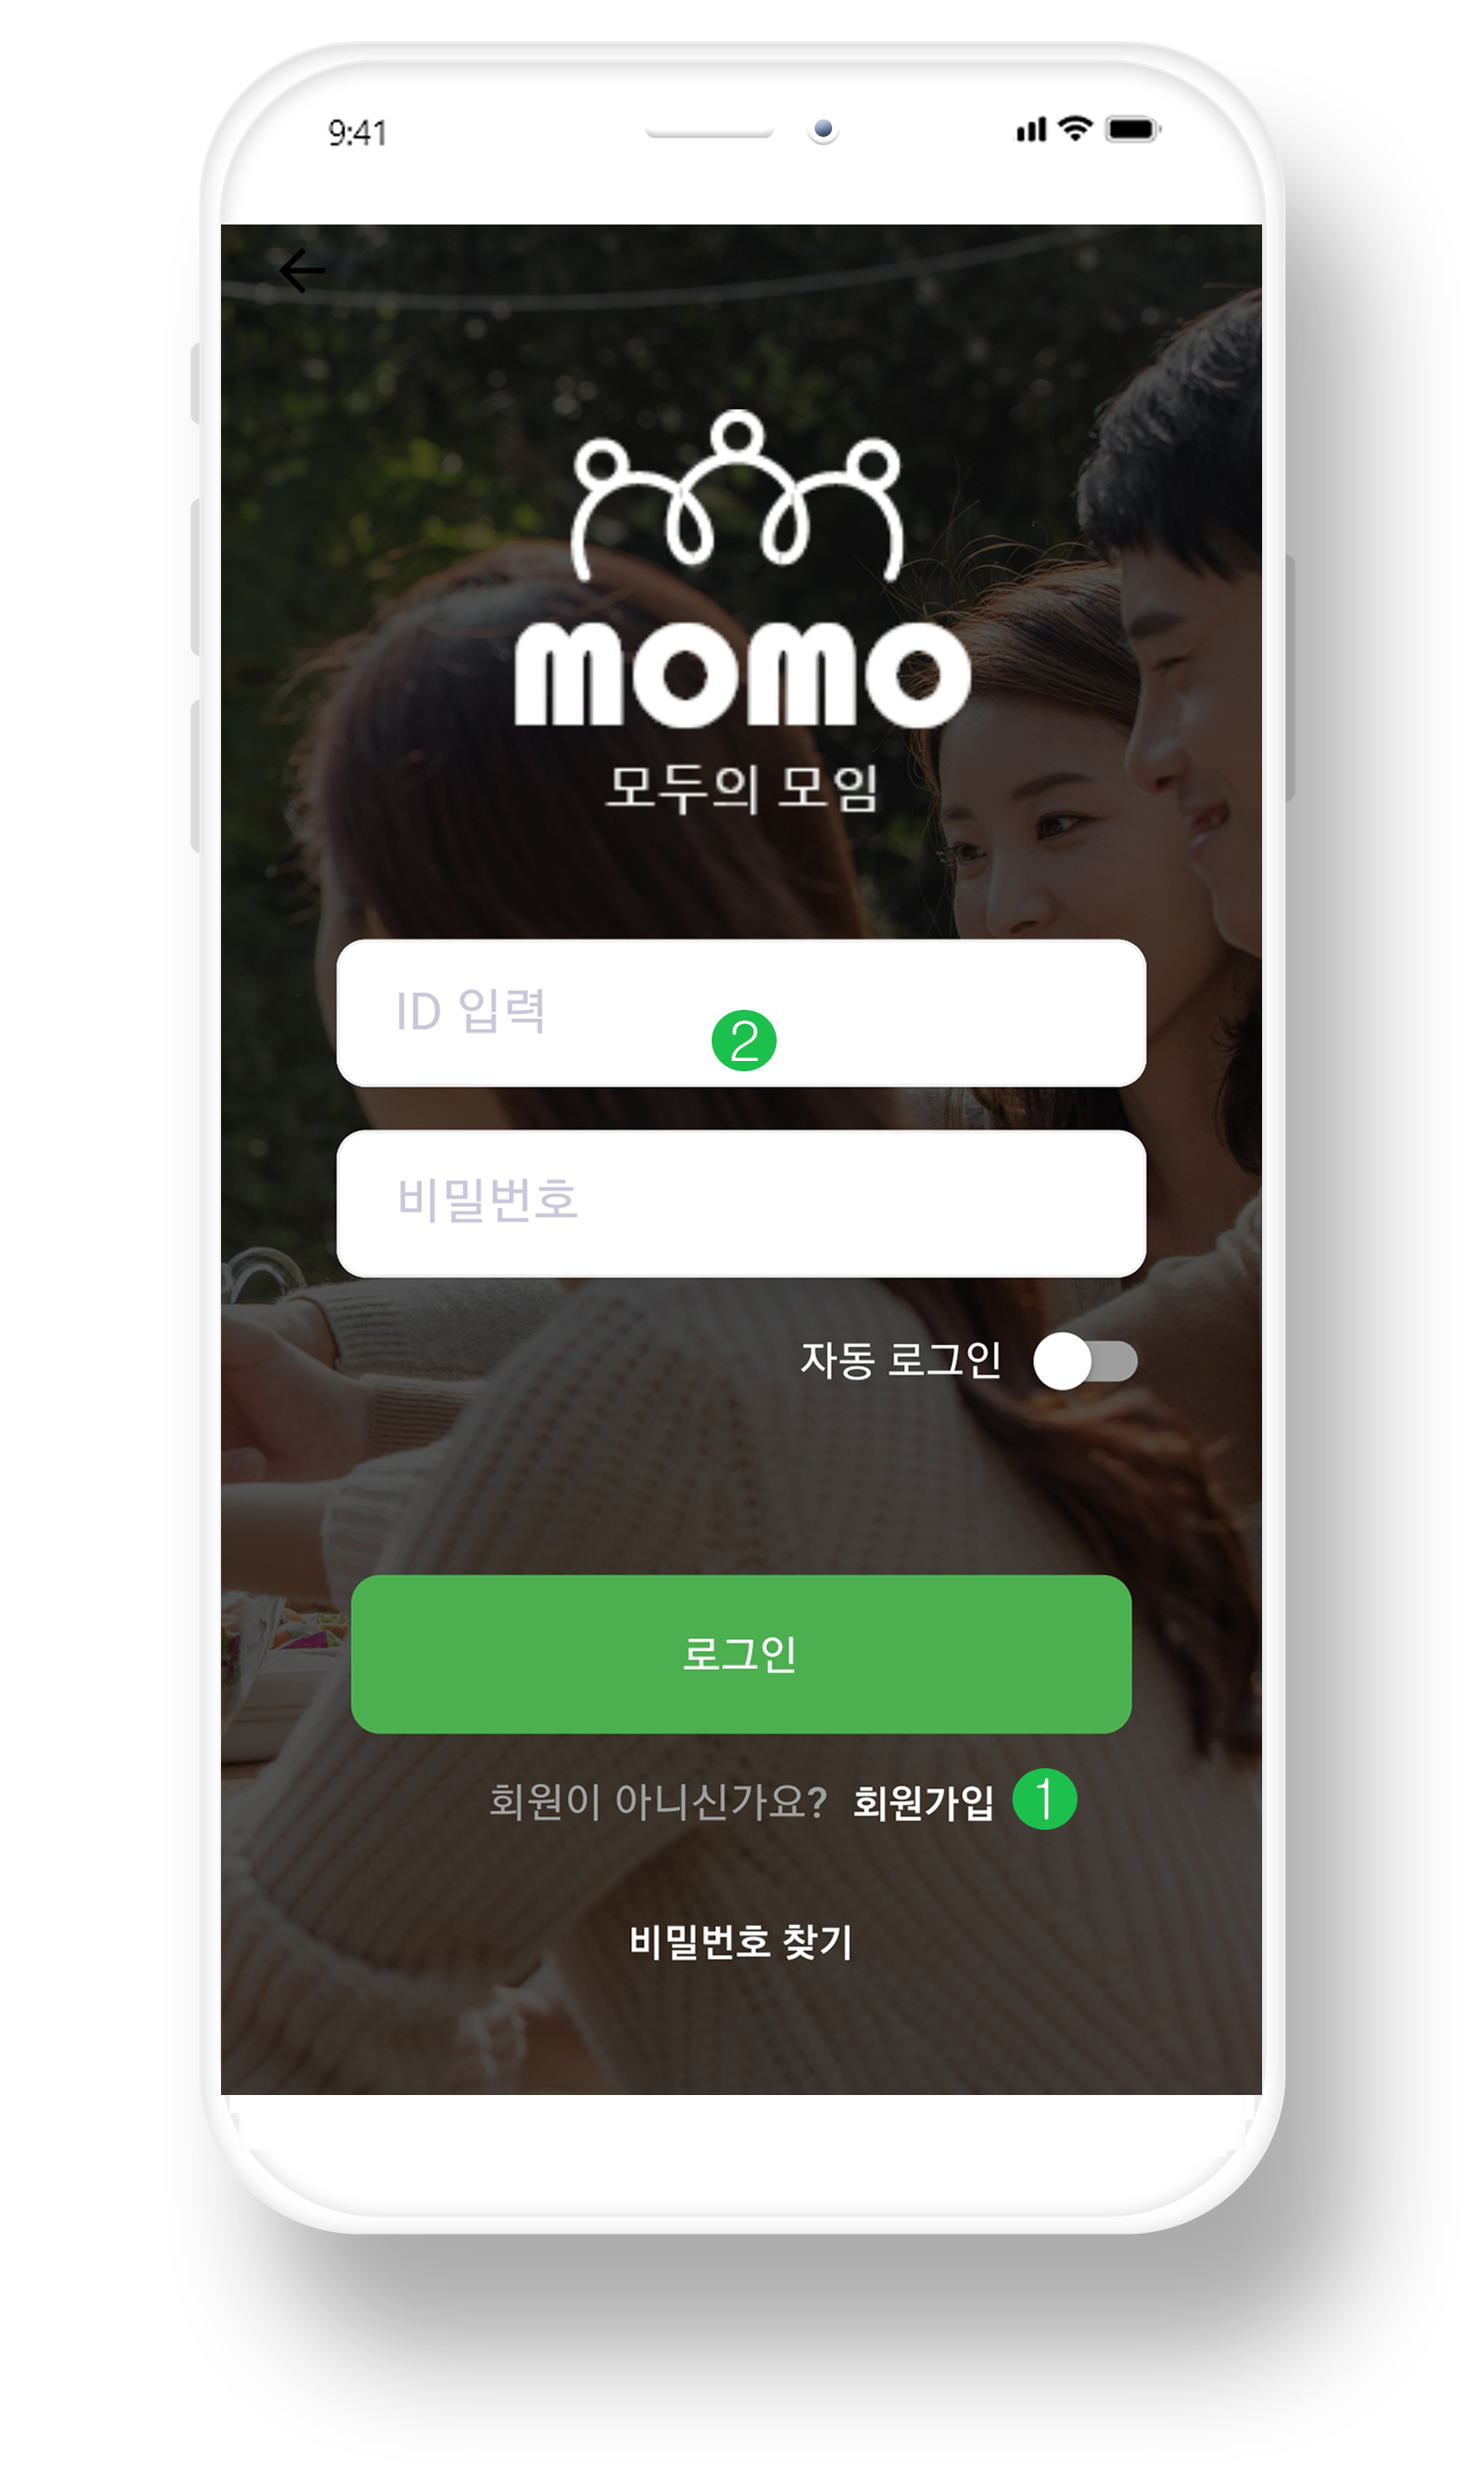 9:41
momo
모두의 모임
ID 입력
2
비밀번호
자동 로그인
로그인
회원이 아니신가요? 회원가입 1
비밀번호 찾기